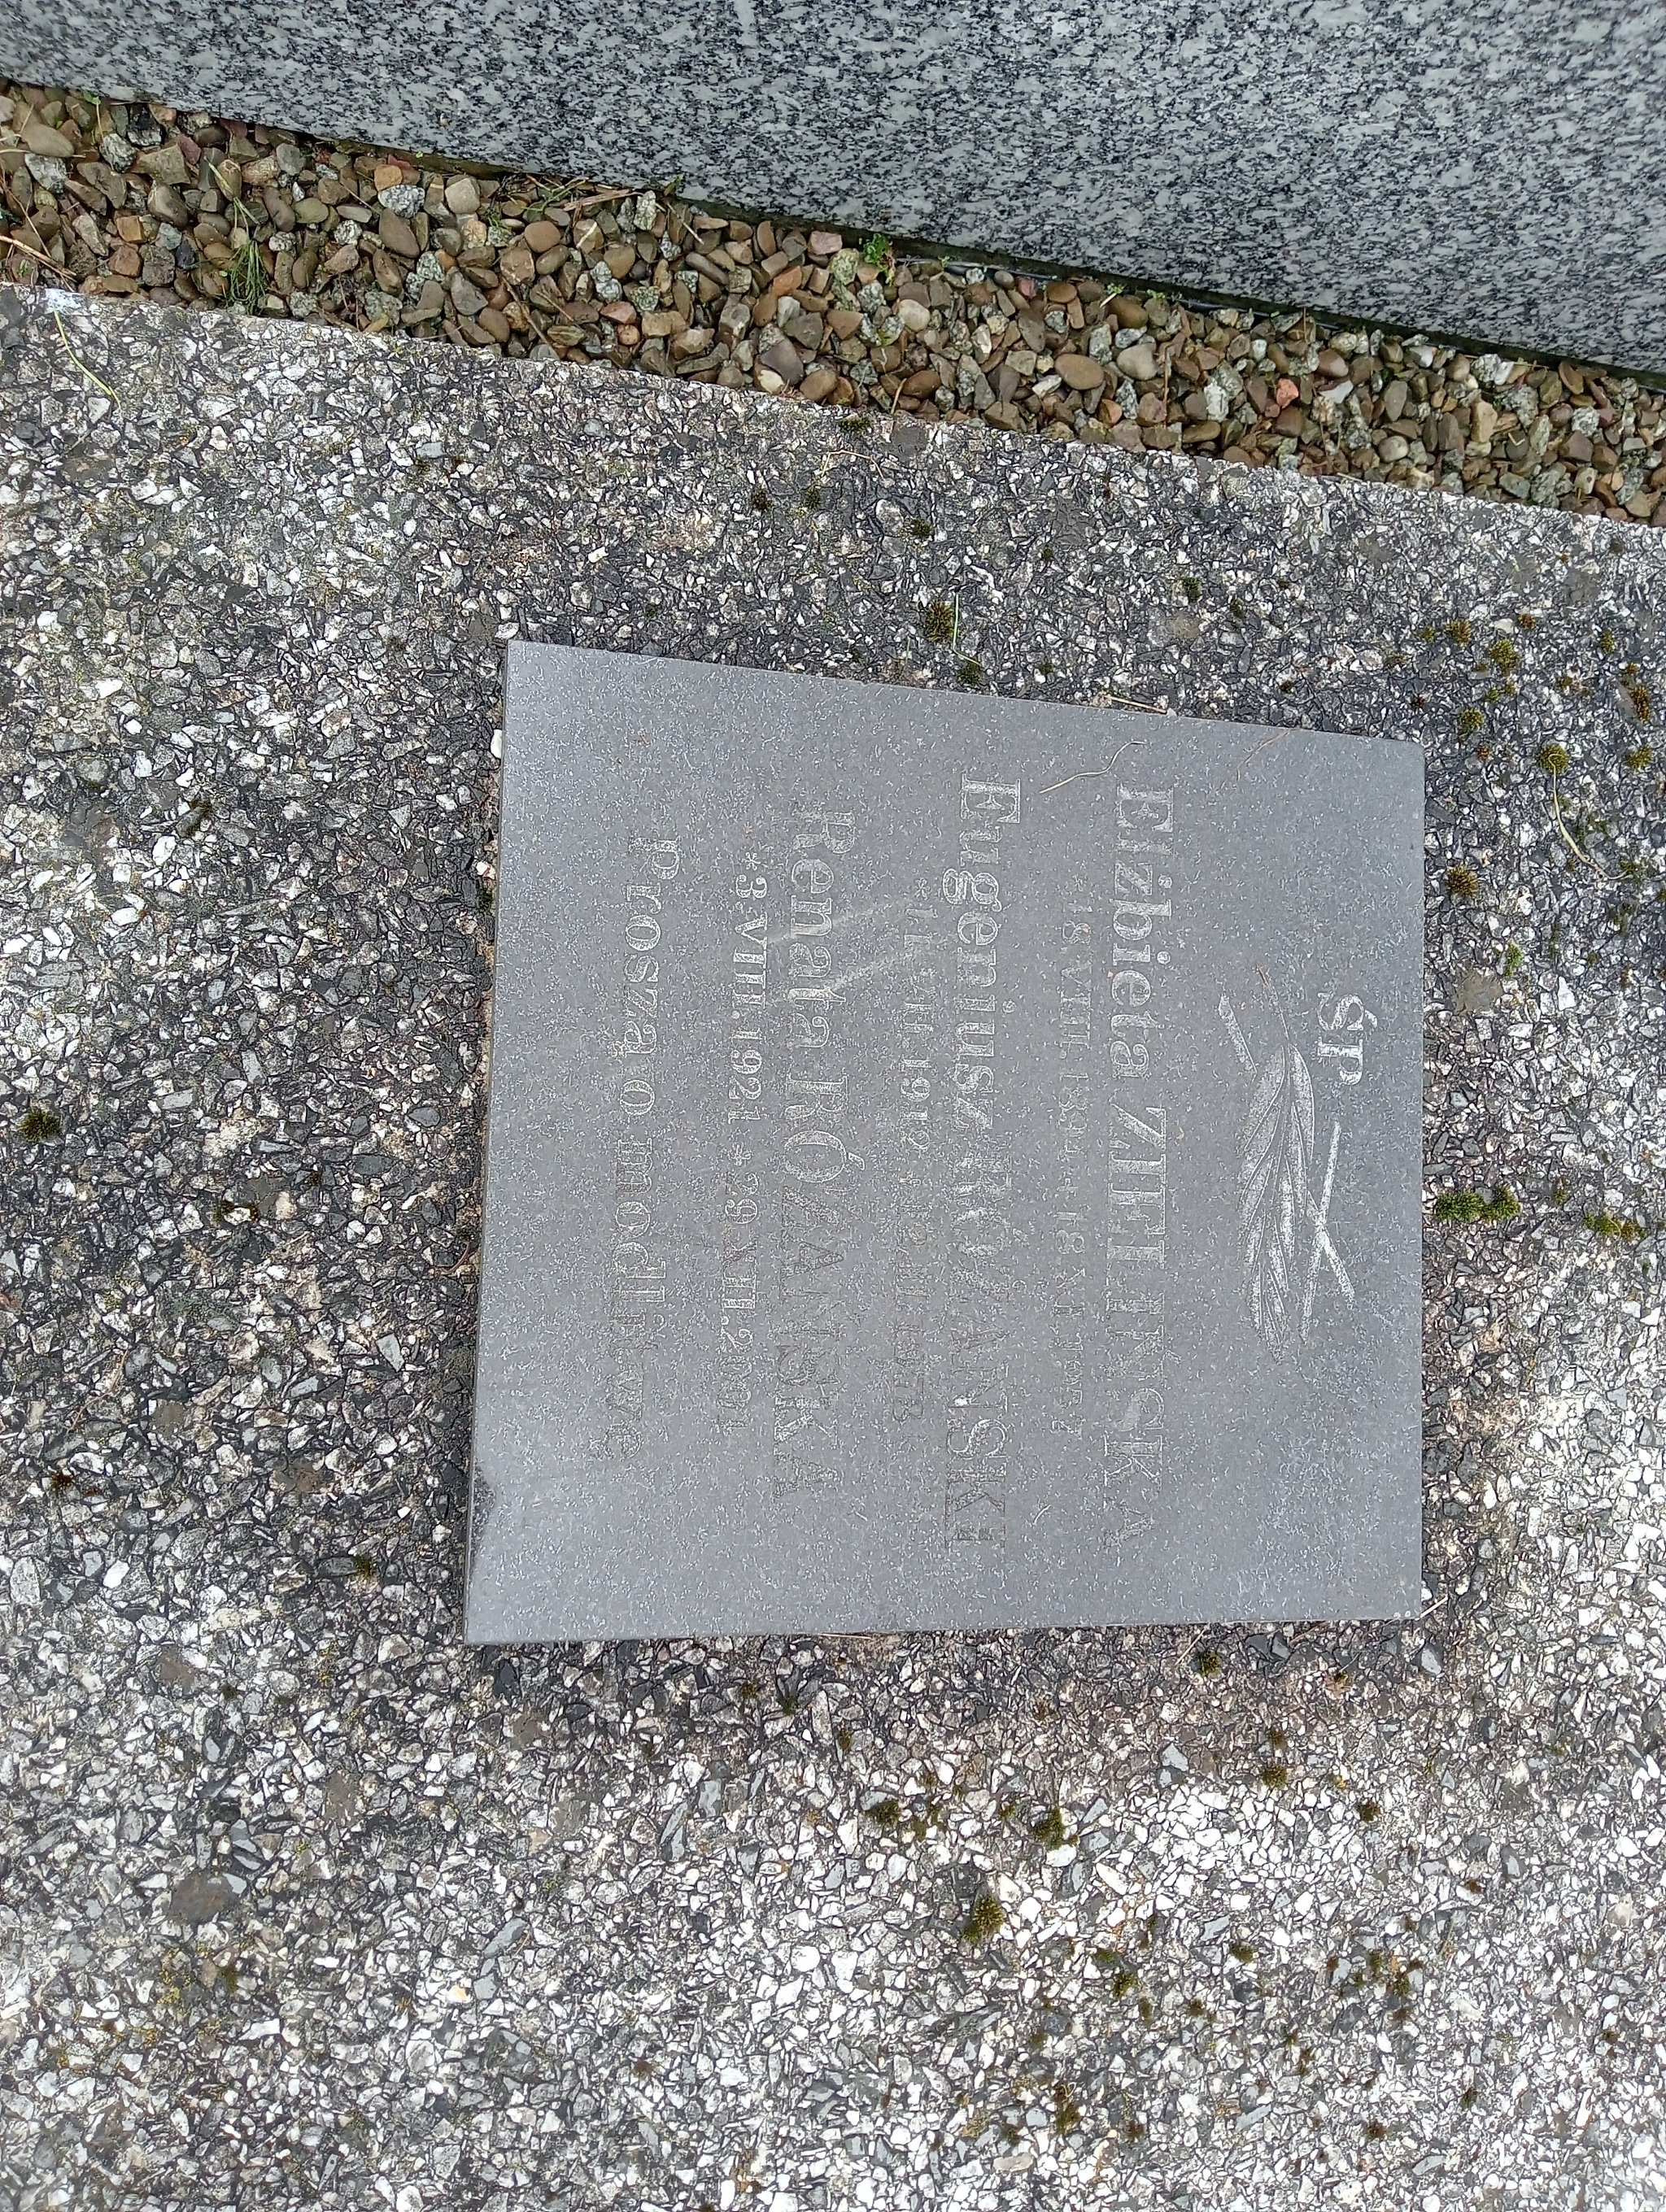 ŚP
Elżbieta ZIELIŃSKA
Eugeniusz RÓŻAŃSKI
Renata RÓŻAŃSKA
*3.VIII.1921 + 29.XII.2001
Proszą o modlitwę